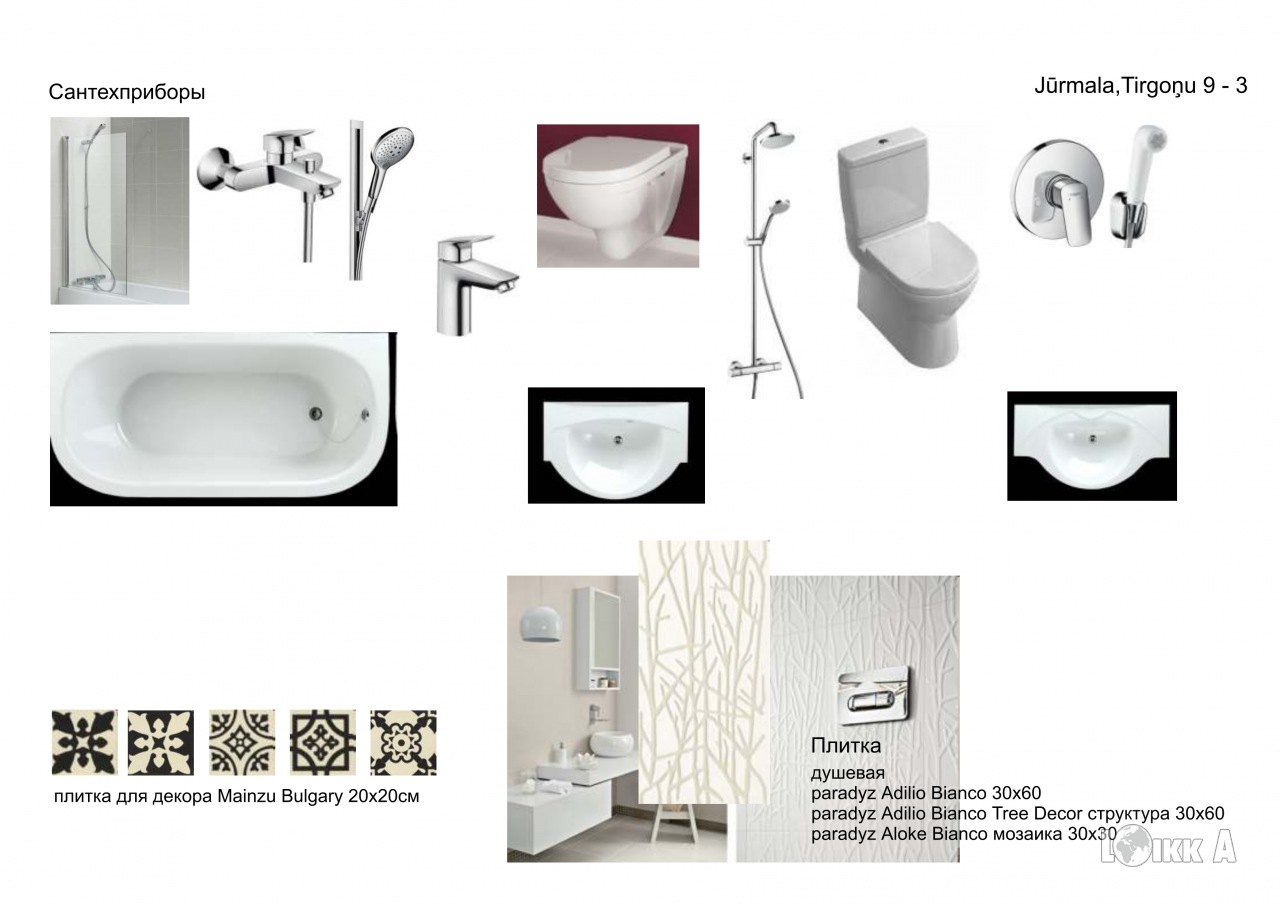 Сантехприборы
Jūrmala,Tirgoņu 9 - 3
плитка для декора Mainzu Bulgary 20x20см
Плитка
душевая
paradyz Adilio Bianco 30x60
paradyz Adilio Bianco Tree Decor структура 30x60
paradyz Aloke Bianco мозаика 30x30
LOIKK A